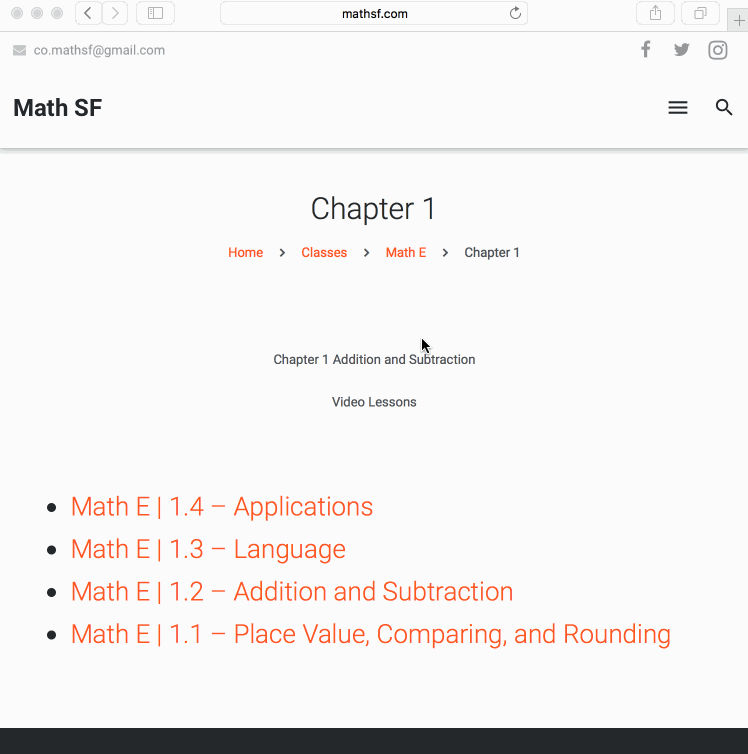 mathsf.com
co.mathsf@gmail.com
Math SF
Chapter 1
Home > Classes > Math E > Chapter 1
Chapter 1 Addition and Subtraction
Video Lessons
• Math E | 1.4 – Applications
• Math E | 1.3 – Language
• Math E | 1.2 – Addition and Subtraction
• Math E | 1.1 – Place Value, Comparing, and Rounding